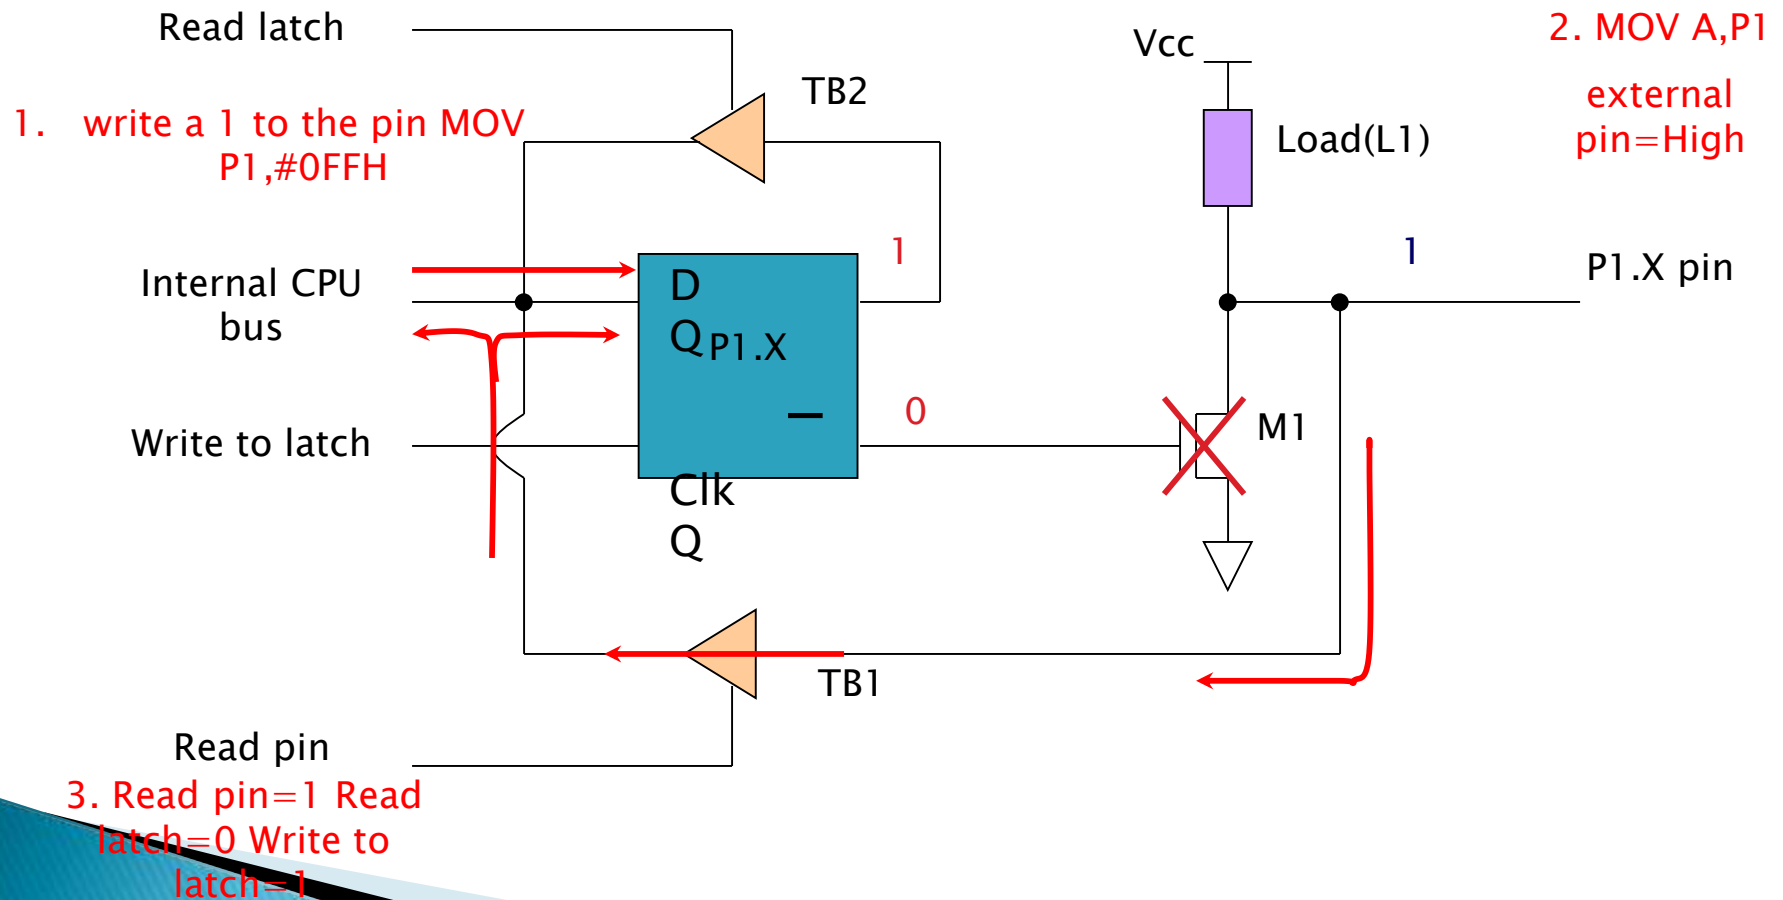 Read latch
Vcc
2. MOV A,P1
TB2
external
pin=High
1. write a 1 to the pin MOV
P1,#0FFH
Load(L1)
1
1
P1.X pin
Internal CPU
bus
D
Q P1.X
0
M1
Write to latch
Clk
Q
TB1
Read pin
3. Read pin=1 Read
latch=0 Write to
latch=1